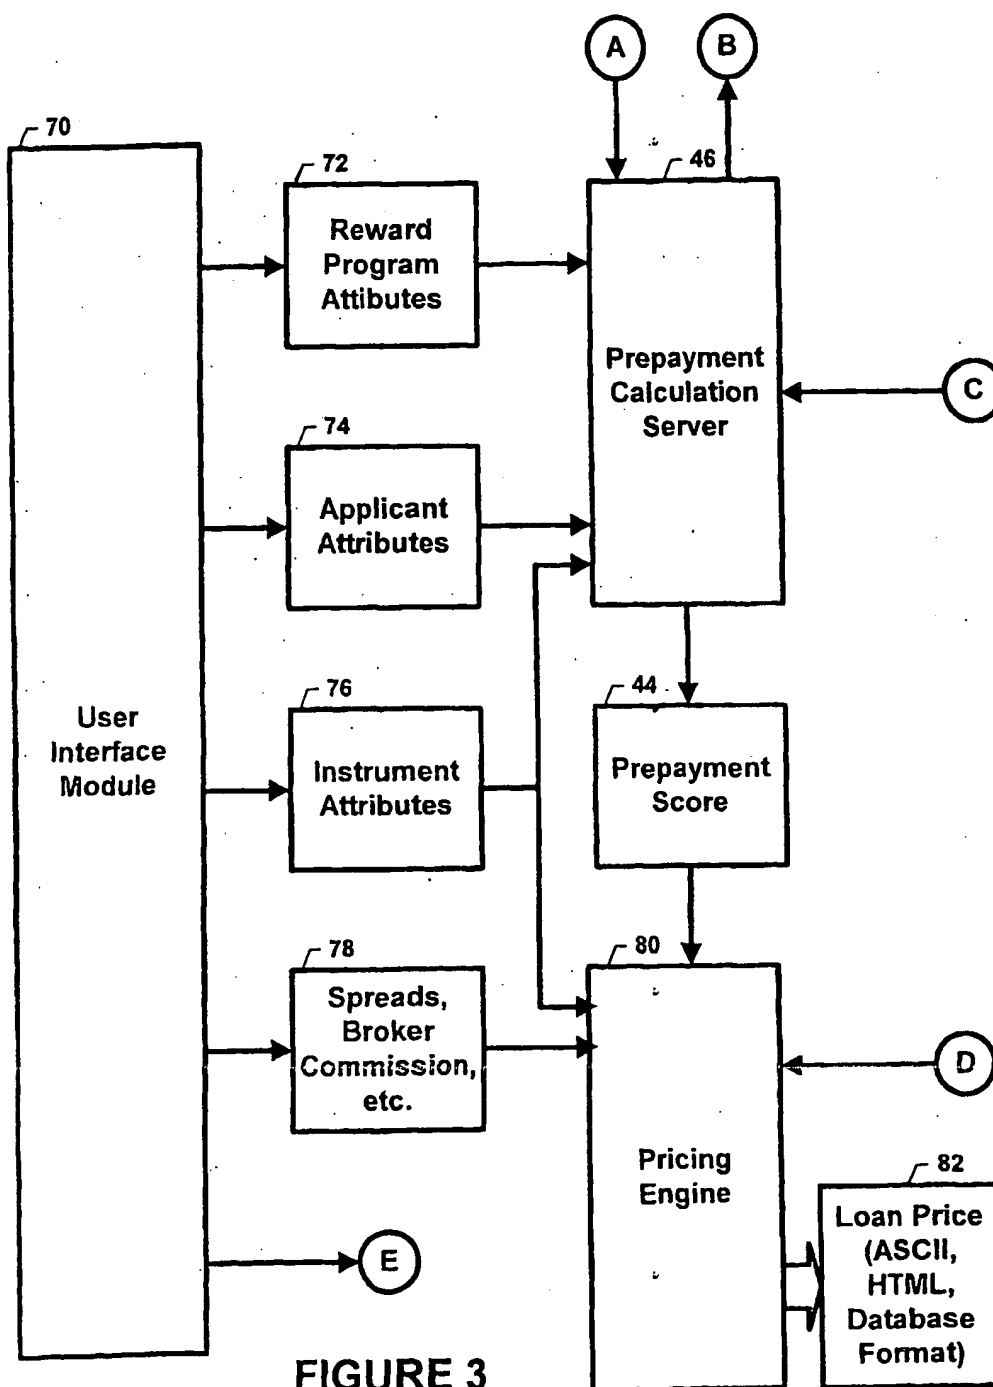 A
B
70
72
46
Reward
Program
Attibutes
Prepayment
Calculation
Server
C
74
Applicant
Attributes
76
44
User
Interface
Module
Instrument
Attributes
Prepayment
Score
78
80
Spreads,
Broker
Commission,
etc.
D
Pricing
Engine
82
Loan Price
(ASCII,
HTML,
Database
Format)
E
FIGURE 3